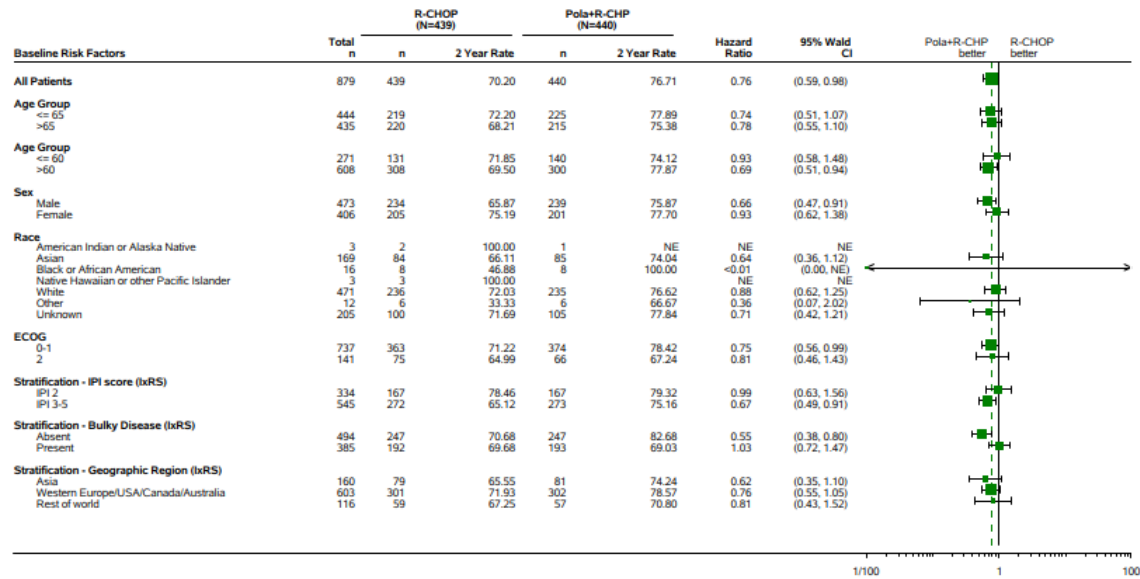 R-CHOP (N=439) Pola+R-CHP (N=440)
Baseline Risk Factors Total n n 2 Year Rate n 2 Year Rate Hazard Ratio 95% Wald CI Pola+R-CHP better R-CHOP better
All Patients 879 439 70.20 440 76.71 0.76 (0.59, 0.98)
Age Group
<= 65 444 219 72.20 225 77.89 0.74 (0.51, 1.07)
>65 435 220 68.21 215 75.38 0.78 (0.55, 1.10)
Age Group
<= 60 271 131 71.85 140 74.12 0.93 (0.58, 1.48)
>60 608 308 69.50 300 77.87 0.69 (0.51, 0.94)
Sex
Male 473 234 65.87 239 75.87 0.66 (0.47, 0.91)
Female 406 205 75.19 201 77.70 0.93 (0.62, 1.38)
Race
American Indian or Alaska Native 3 2 100.00 1 NE NE NE
Asian 169 84 66.11 85 74.04 0.64 (0.36, 1.12)
Black or African American 16 8 46.88 8 100.00 <0.01 (0.00, NE)
Native Hawaiian or other Pacific Islander 3 3 100.00 NE NE
White 471 236 72.03 235 76.62 0.88 (0.62, 1.25)
Other 12 6 33.33 6 66.67 0.36 (0.07, 2.02)
Unknown 205 100 71.69 105 77.84 0.71 (0.42, 1.21)
ECOG
0-1 737 363 71.22 374 78.42 0.75 (0.56, 0.99)
2 141 75 64.99 66 67.24 0.81 (0.46, 1.43)
Stratification - IPI score (IxRS)
IPI 2 334 167 78.46 167 79.32 0.99 (0.63, 1.56)
IPI 3-5 545 272 65.12 273 75.16 0.67 (0.49, 0.91)
Stratification - Bulky Disease (IxRS)
Absent 494 247 70.68 247 82.68 0.55 (0.38, 0.80)
Present 385 192 69.68 193 69.03 1.03 (0.72, 1.47)
Stratification - Geographic Region (IxRS)
Asia 160 79 65.55 81 74.24 0.62 (0.35, 1.10)
Western Europe/USA/Canada/Australia 603 301 71.93 302 78.57 0.76 (0.55, 1.05)
Rest of world 116 59 67.25 57 70.80 0.81 (0.43, 1.52)
1/100 1 100